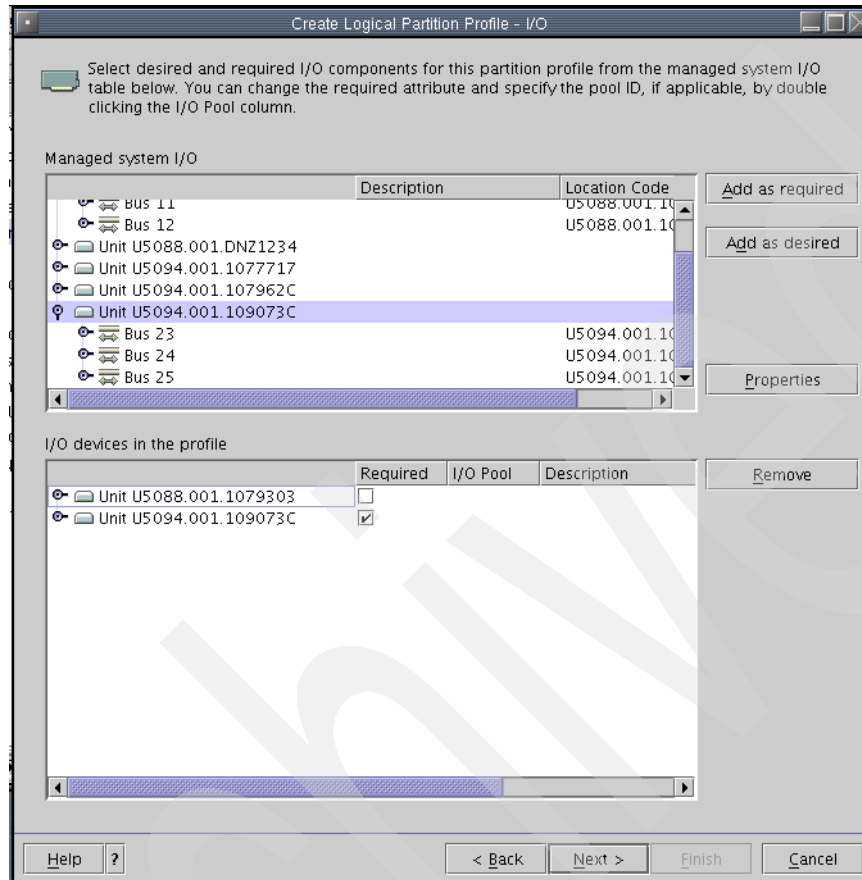 Create Logical Partition Profile - I/O
Select desired and required I/O components for this partition profile from the managed system I/O
table below. You can change the required attribute and specify the pool ID, if applicable, by double
clicking the I/O Pool column.
Managed system I/O
Description Location Code
Add as required
Bus 11 U5088.001.10
Bus 12 U5088.001.10
Add as desired
Unit U5088.001.DNZ1234
Unit U5094.001.1077717
Unit U5094.001.107962C
Unit U5094.001.109073C
Bus 23 U5094.001.10
Bus 24 U5094.001.10
Bus 25 U5094.001.10
Properties
I/O devices in the profile
Required I/O Pool Description
Remove
Unit U5088.001.1079303
Unit U5094.001.109073C
Help ? < Back Next > Finish Cancel